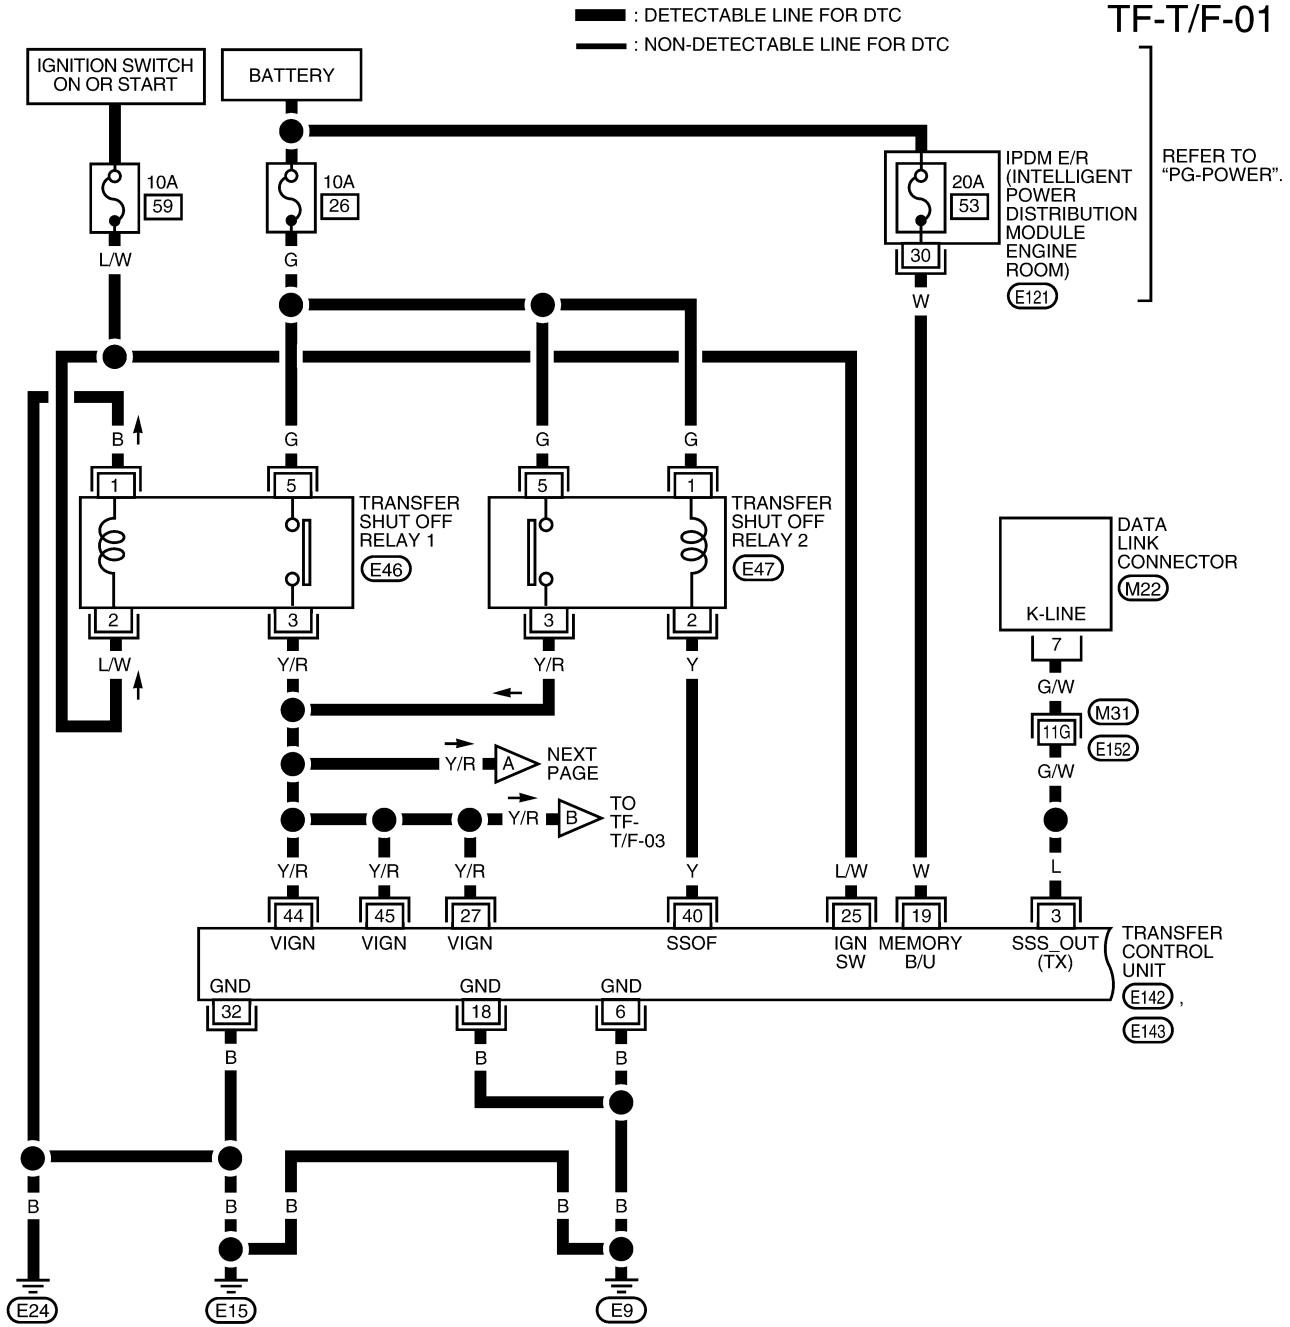 : DETECTABLE LINE FOR DTC
: NON-DETECTABLE LINE FOR DTC
TF-T/F-01
IGNITION SWITCH
ON OR START
BATTERY
10A
59
10A
26
20A
53
30
IPDM E/R
(INTELLIGENT
POWER
DISTRIBUTION
MODULE
ENGINE
ROOM)
E121
REFER TO
“PG-POWER”.
L/W
G
W
B
G
G
G
1
5
5
1
TRANSFER
SHUT OFF
RELAY 1
E46
TRANSFER
SHUT OFF
RELAY 2
E47
2
3
3
2
L/W
Y/R
Y/R
Y
DATA
LINK
CONNECTOR
M22
K-LINE
7
G/W
M31
11G
E152
G/W
L
Y/R
A
NEXT
PAGE
Y/R
B
TO
TF-
T/F-03
Y/R
Y/R
Y/R
Y
L/W
W
44
45
27
40
25
19
3
VIGN
VIGN
VIGN
SSOF
IGN
SW
MEMORY
B/U
SSS_OUT
(TX)
TRANSFER
CONTROL
UNIT
E142 ,
E143
GND
GND
GND
32
18
6
B
B
B
B
B
B
B
B
E24
E15
E9